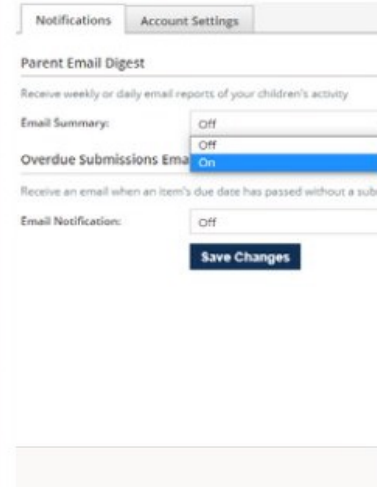 Notifications
Account Settings
Parent Email Digest
Receive weekly or daily email reports of your children's activity
Email Summary:
Off
Off
On
Overdue Submissions Ema
Receive an email when an item's due date has passed without a sub
Email Notification:
Off
Save Changes